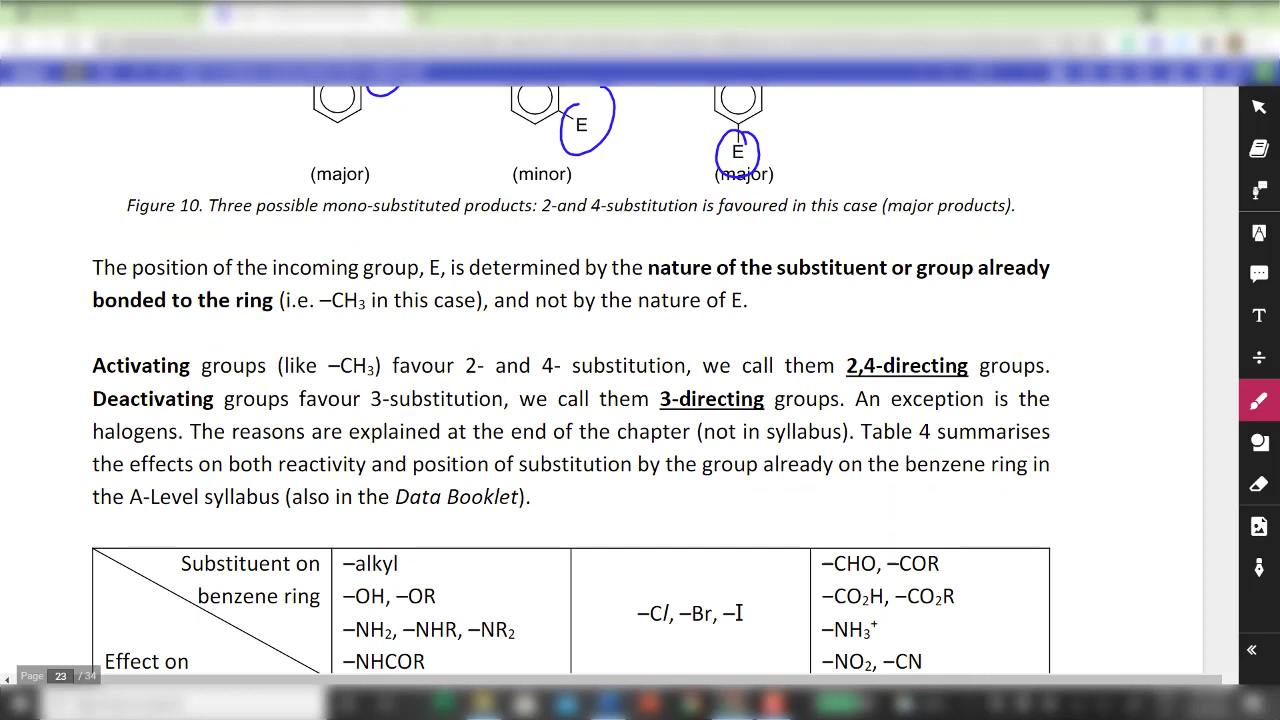 E
E
(major) (minor) (major)
Figure 10. Three possible mono-substituted products: 2-and 4-substitution is favoured in this case (major products).
The position of the incoming group, E, is determined by the nature of the substituent or group already
bonded to the ring (i.e. –CH₃ in this case), and not by the nature of E.
Activating groups (like –CH₃) favour 2- and 4- substitution, we call them 2,4-directing groups.
Deactivating groups favour 3-substitution, we call them 3-directing groups. An exception is the
halogens. The reasons are explained at the end of the chapter (not in syllabus). Table 4 summarises
the effects on both reactivity and position of substitution by the group already on the benzene ring in
the A-Level syllabus (also in the Data Booklet).
Substituent on
benzene ring
Effect on
–alkyl
–OH, –OR
–NH₂, –NHR, –NR₂
–NHCOR
–Cl, –Br, –I
–CHO, –COR
–CO₂H, –CO₂R
–NH₃⁺
–NO₂, –CN
Page 23 / 34